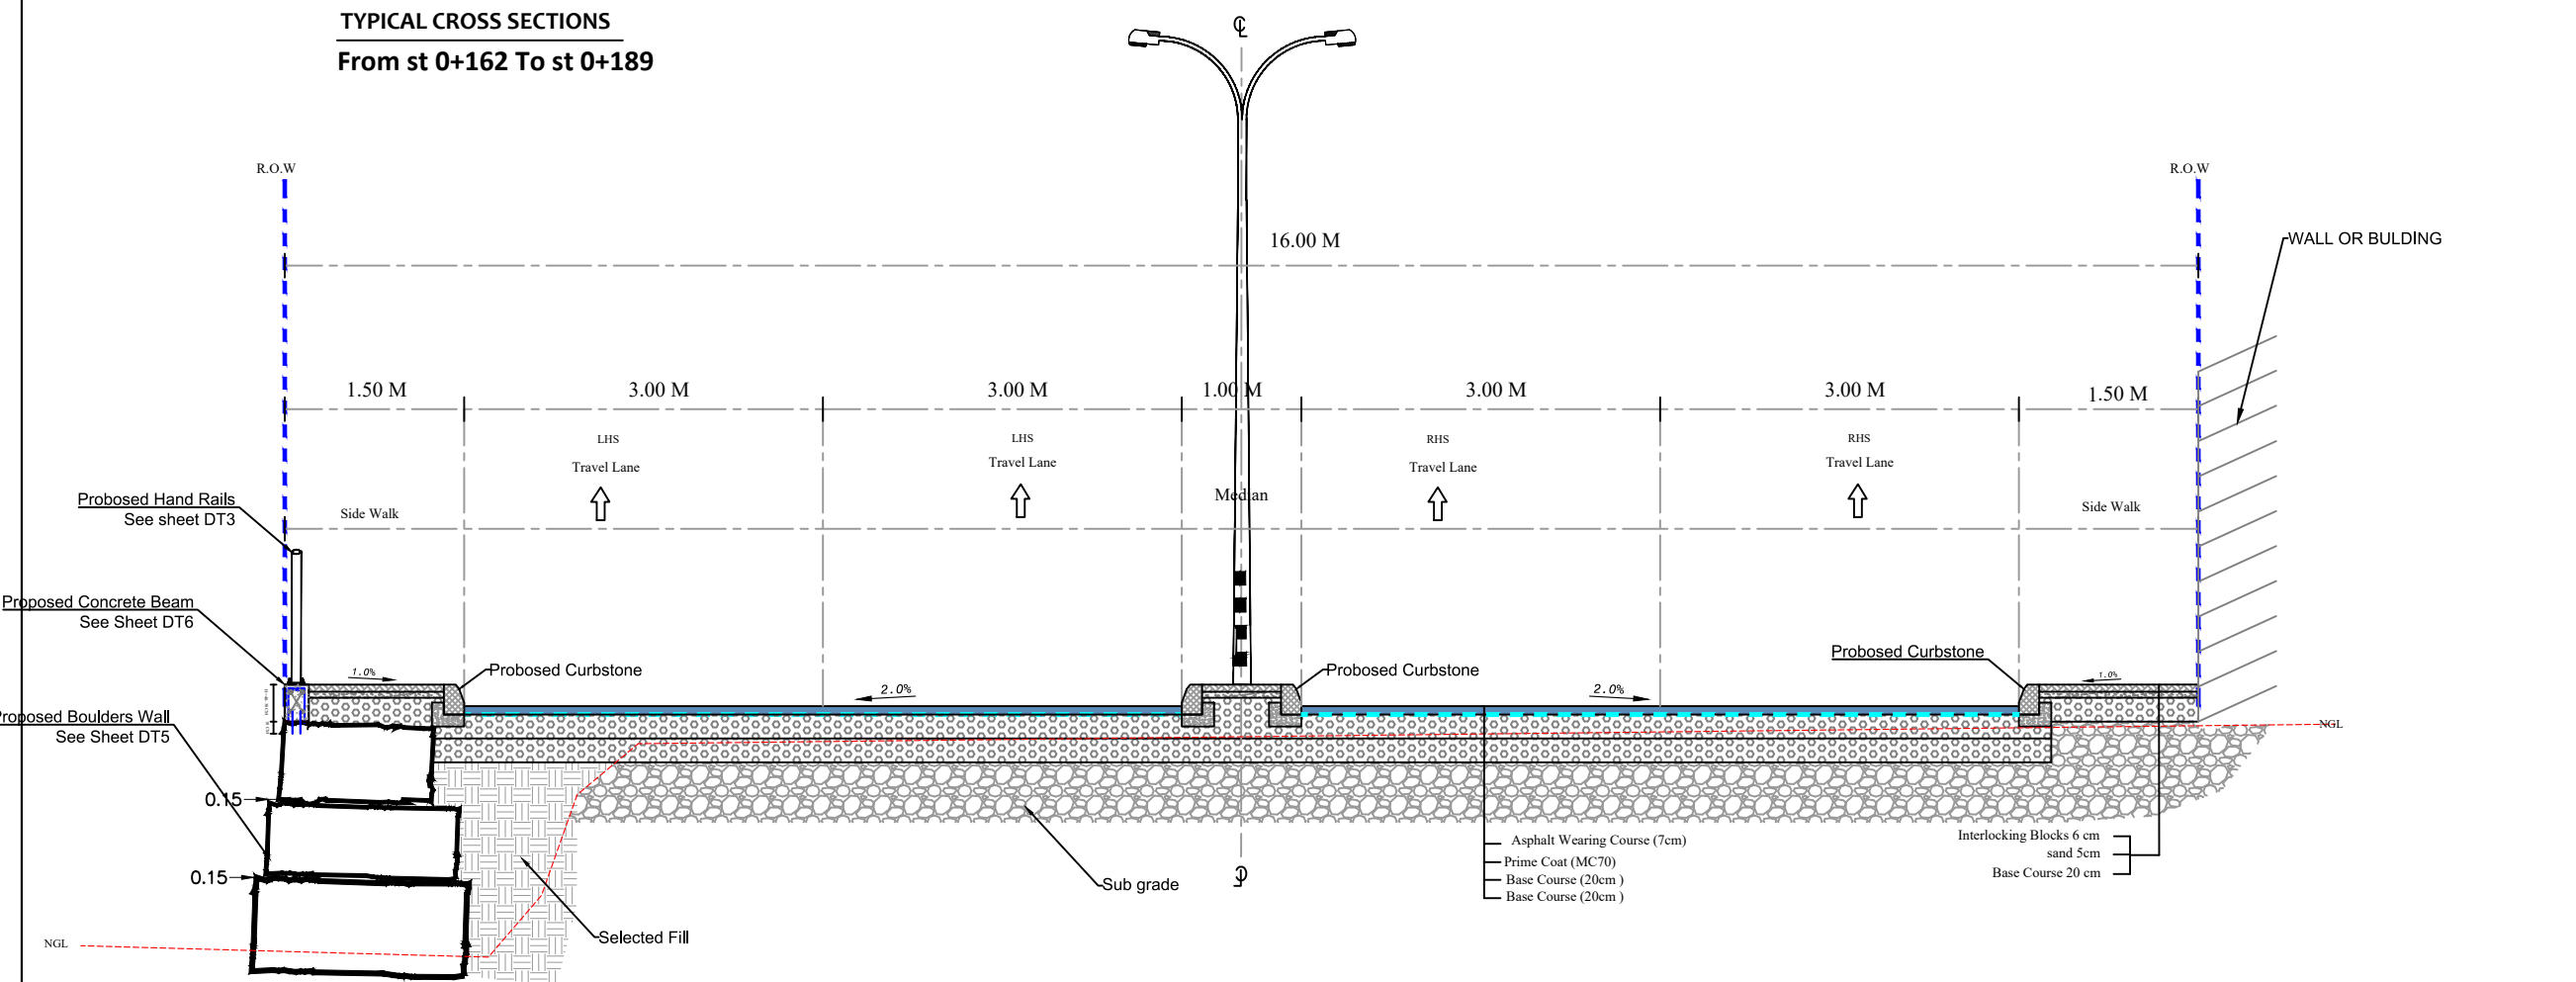 TYPICAL CROSS SECTIONS
From st 0+162 To st 0+189
R.O.W
R.O.W
16.00 M
WALL OR BULDING
1.50 M
3.00 M
3.00 M
1.00 M
3.00 M
3.00 M
1.50 M
LHS
Travel Lane
LHS
Travel Lane
RHS
Travel Lane
RHS
Travel Lane
Median
Side Walk
Side Walk
Probosed Hand Rails
See sheet DT3
Proposed Concrete Beam
See Sheet DT6
Probosed Curbstone
Probosed Curbstone
Probosed Curbstone
1.0%
2.0%
2.0%
1.0%
Proposed Boulders Wall
See Sheet DT5
NGL
0.15
0.15
Asphalt Wearing Course (7cm)
Prime Coat (MC70)
Base Course (20cm )
Base Course (20cm )
Interlocking Blocks 6 cm
sand 5cm
Base Course 20 cm
Sub grade
Selected Fill
NGL